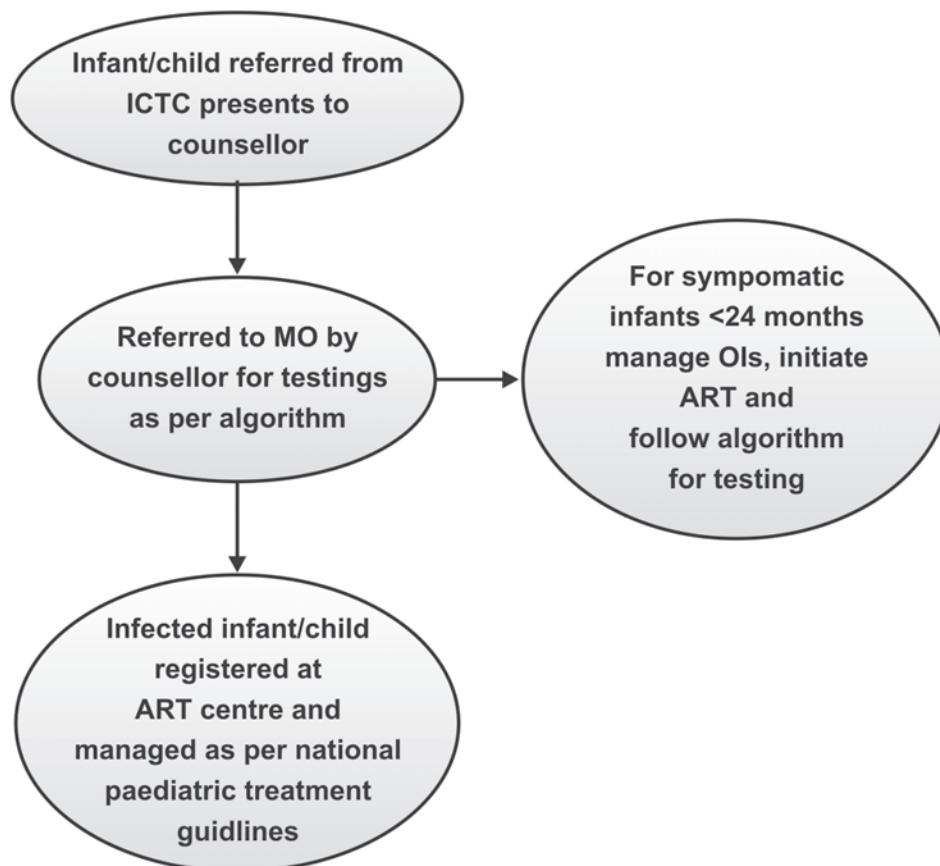 Infant/child referred from
ICTC presents to
counsellor
Referred to MO by
counsellor for testings
as per algorithm
For sympomatic
infants <24 months
manage OIs, initiate
ART and
follow algorithm
for testing
Infected infant/child
registered at
ART centre and
managed as per national
paediatric treatment
guidlines